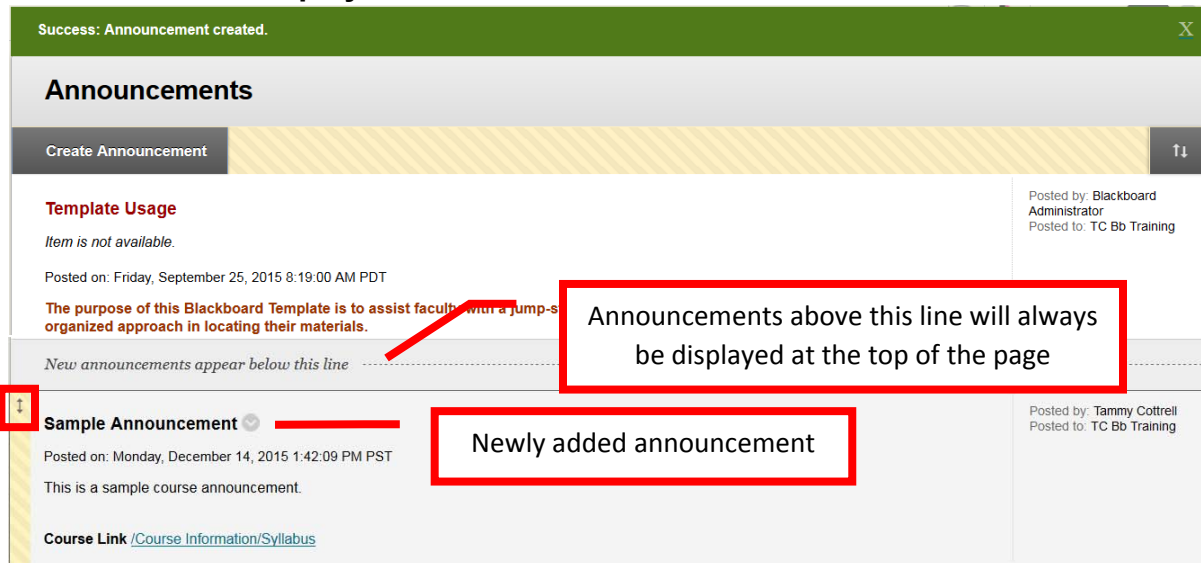 Success: Announcement created.
X
Announcements
Create Announcement
Template Usage
Posted by: Blackboard
Administrator
Posted to: TC Bb Training
Item is not available.
Posted on: Friday, September 25, 2015 8:19:00 AM PDT
The purpose of this Blackboard Template is to assist faculty with a jump-s
organized approach in locating their materials.
Announcements above this line will always
be displayed at the top of the page
New announcements appear below this line
Sample Announcement
Posted by: Tammy Cottrell
Posted to: TC Bb Training
Newly added announcement
Posted on: Monday, December 14, 2015 1:42:09 PM PST
This is a sample course announcement.
Course Link /Course Information/Syllabus